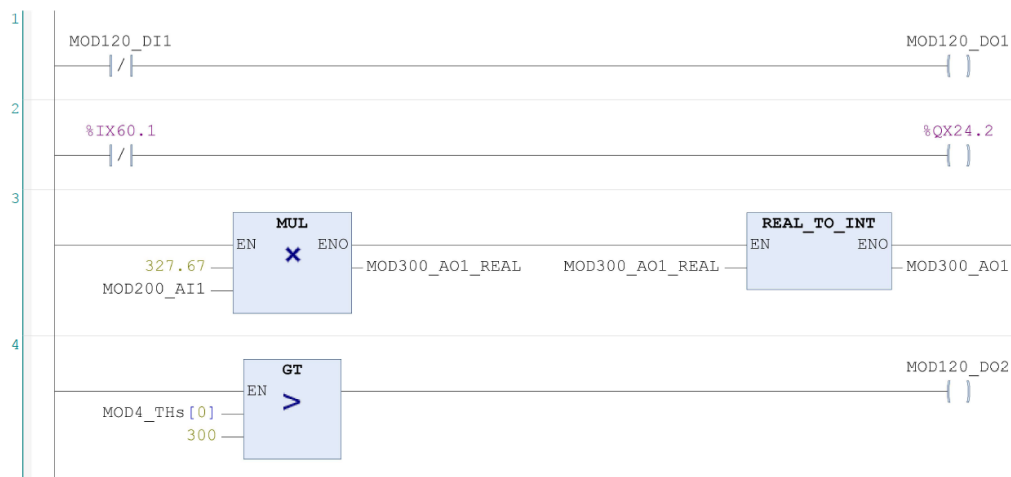 1
MOD120_DI1 MOD120_DO1
/ ( )
2
%IX60.1 %QX24.2
/ ( )
3
MUL REAL_TO_INT
EN ENO EN ENO
×
327.67 MOD300_AO1_REAL MOD300_AO1_REAL MOD300_AO1
MOD200_AI1
4
GT MOD120_DO2
EN ( )
>
MOD4_THs[0]
300